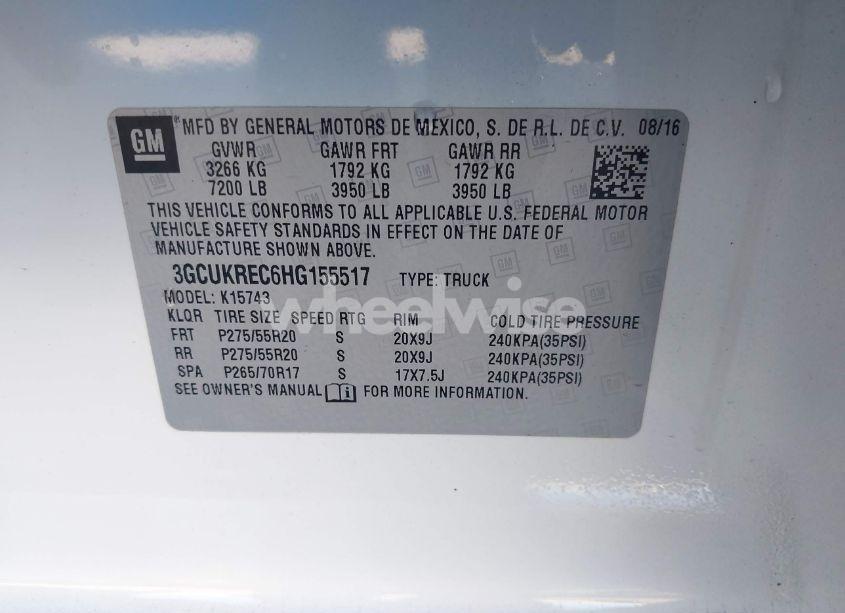 GM
MFD BY GENERAL MOTORS DE MEXICO, S. DE R.L. DE C.V. 08/16
GVWR GAWR FRT GAWR RR
3266 KG 1792 KG 1792 KG
7200 LB 3950 LB 3950 LB
THIS VEHICLE CONFORMS TO ALL APPLICABLE U.S. FEDERAL MOTOR
VEHICLE SAFETY STANDARDS IN EFFECT ON THE DATE OF
MANUFACTURE SHOWN ABOVE.
3GCUKREC6HG155517 TYPE: TRUCK
MODEL: K15743
wheelwise
KLQR TIRE SIZE SPEED RTG RIM COLD TIRE PRESSURE
FRT P275/55R20 S 20X9J 240KPA(35PSI)
RR P275/55R20 S 20X9J 240KPA(35PSI)
SPA P265/70R17 S 17X7.5J 240KPA(35PSI)
SEE OWNER'S MANUAL FOR MORE INFORMATION.